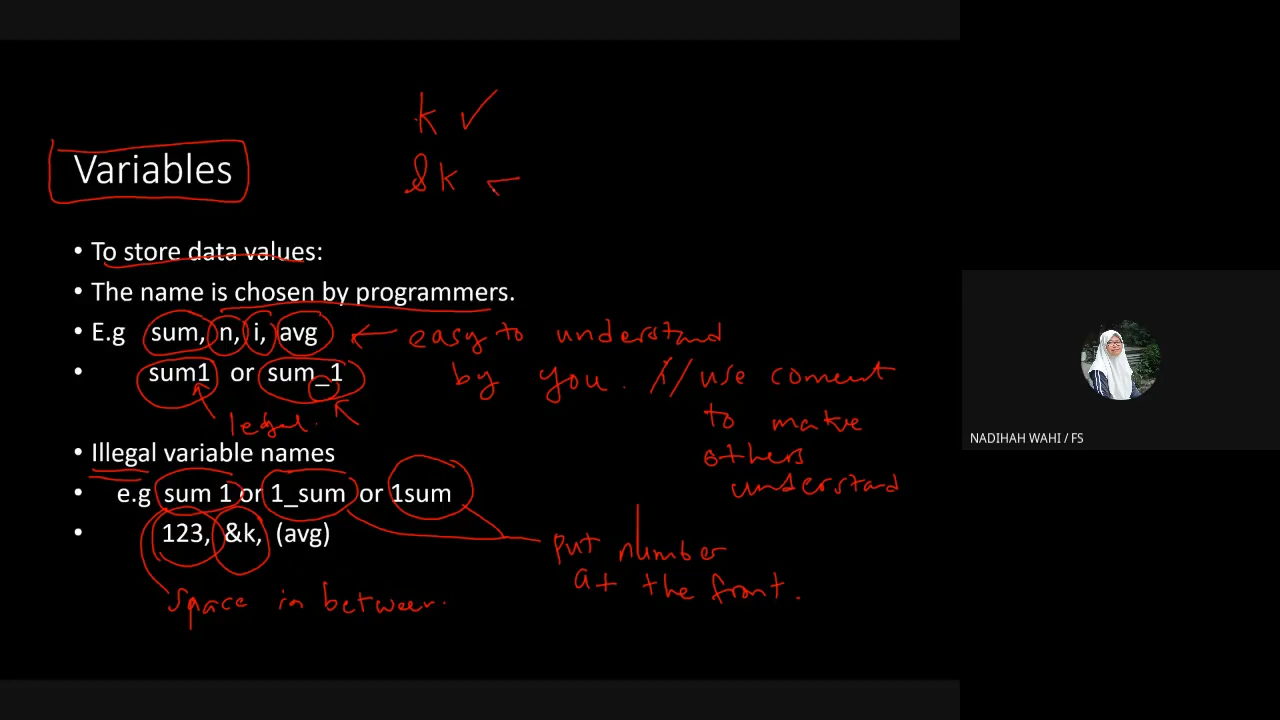 k ✓
Variables
&k
• To store data values:
• The name is chosen by programmers.
• E.g sum, n, i, avg ← easy to understand
• sum1 or sum_1 by you. // use coment
legal. to make
others
• Illegal variable names understand
• e.g sum 1 or 1_sum or 1sum
• 123, &k, (avg) put number
at the front.
space in between.
NADIHAH WAHI / FS